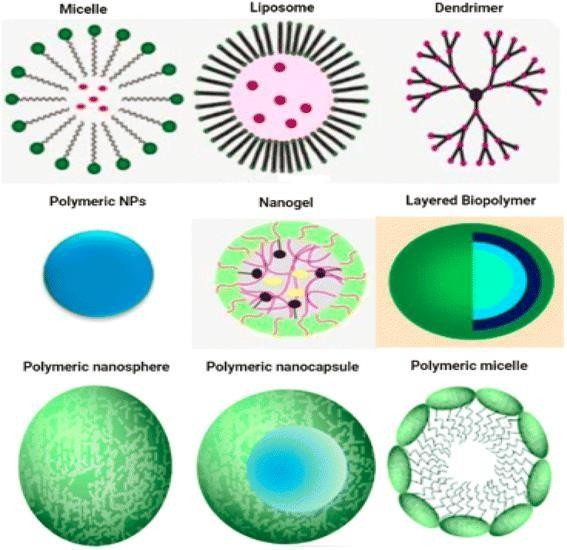 Micelle
Liposome
Dendrimer
Polymeric NPs
Nanogel
Layered Biopolymer
Polymeric nanosphere
Polymeric nanocapsule
Polymeric micelle